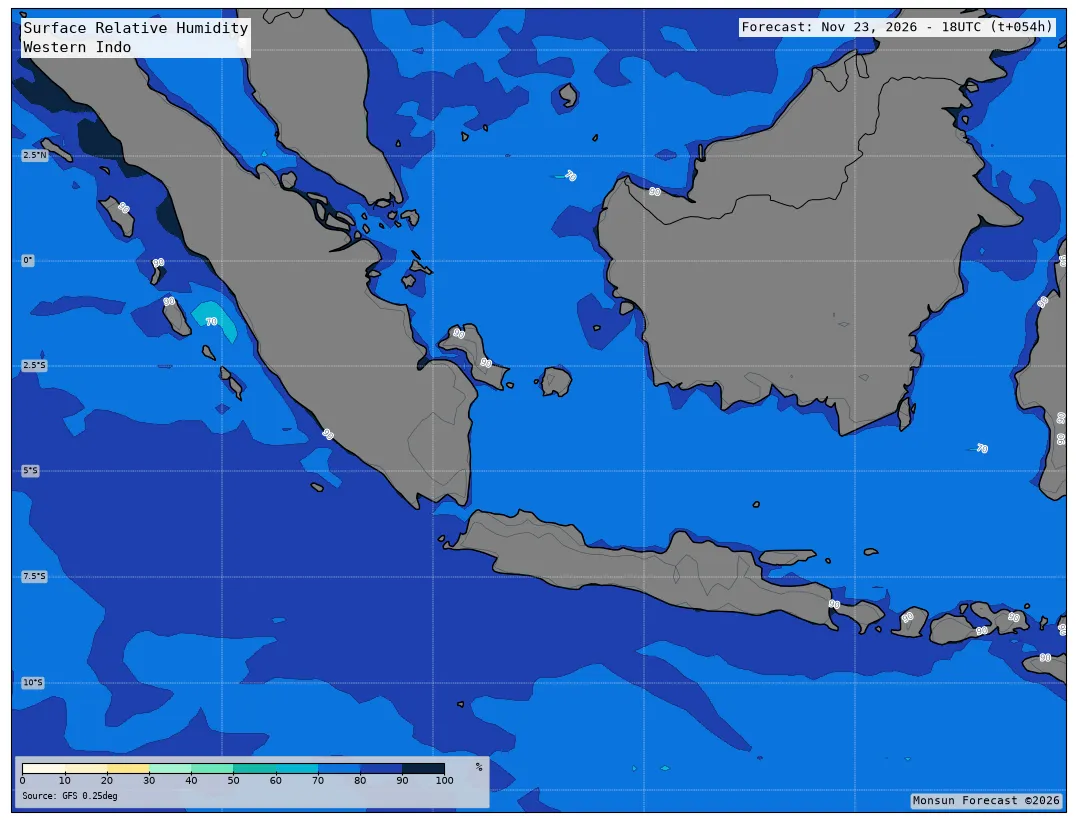 Surface Relative Humidity
Western Indo
Forecast: Nov 23, 2026 - 18UTC (t+054h)
2.5°N
70
90
90
0°
90
90
90
90
70
90
2.5°S
90
90
90
90
70
5°S
7.5°S
90
90
90
90
90
90
10°S
%
0 10 20 30 40 50 60 70 80 90 100
Source: GFS 0.25deg
Monsun Forecast ©2026